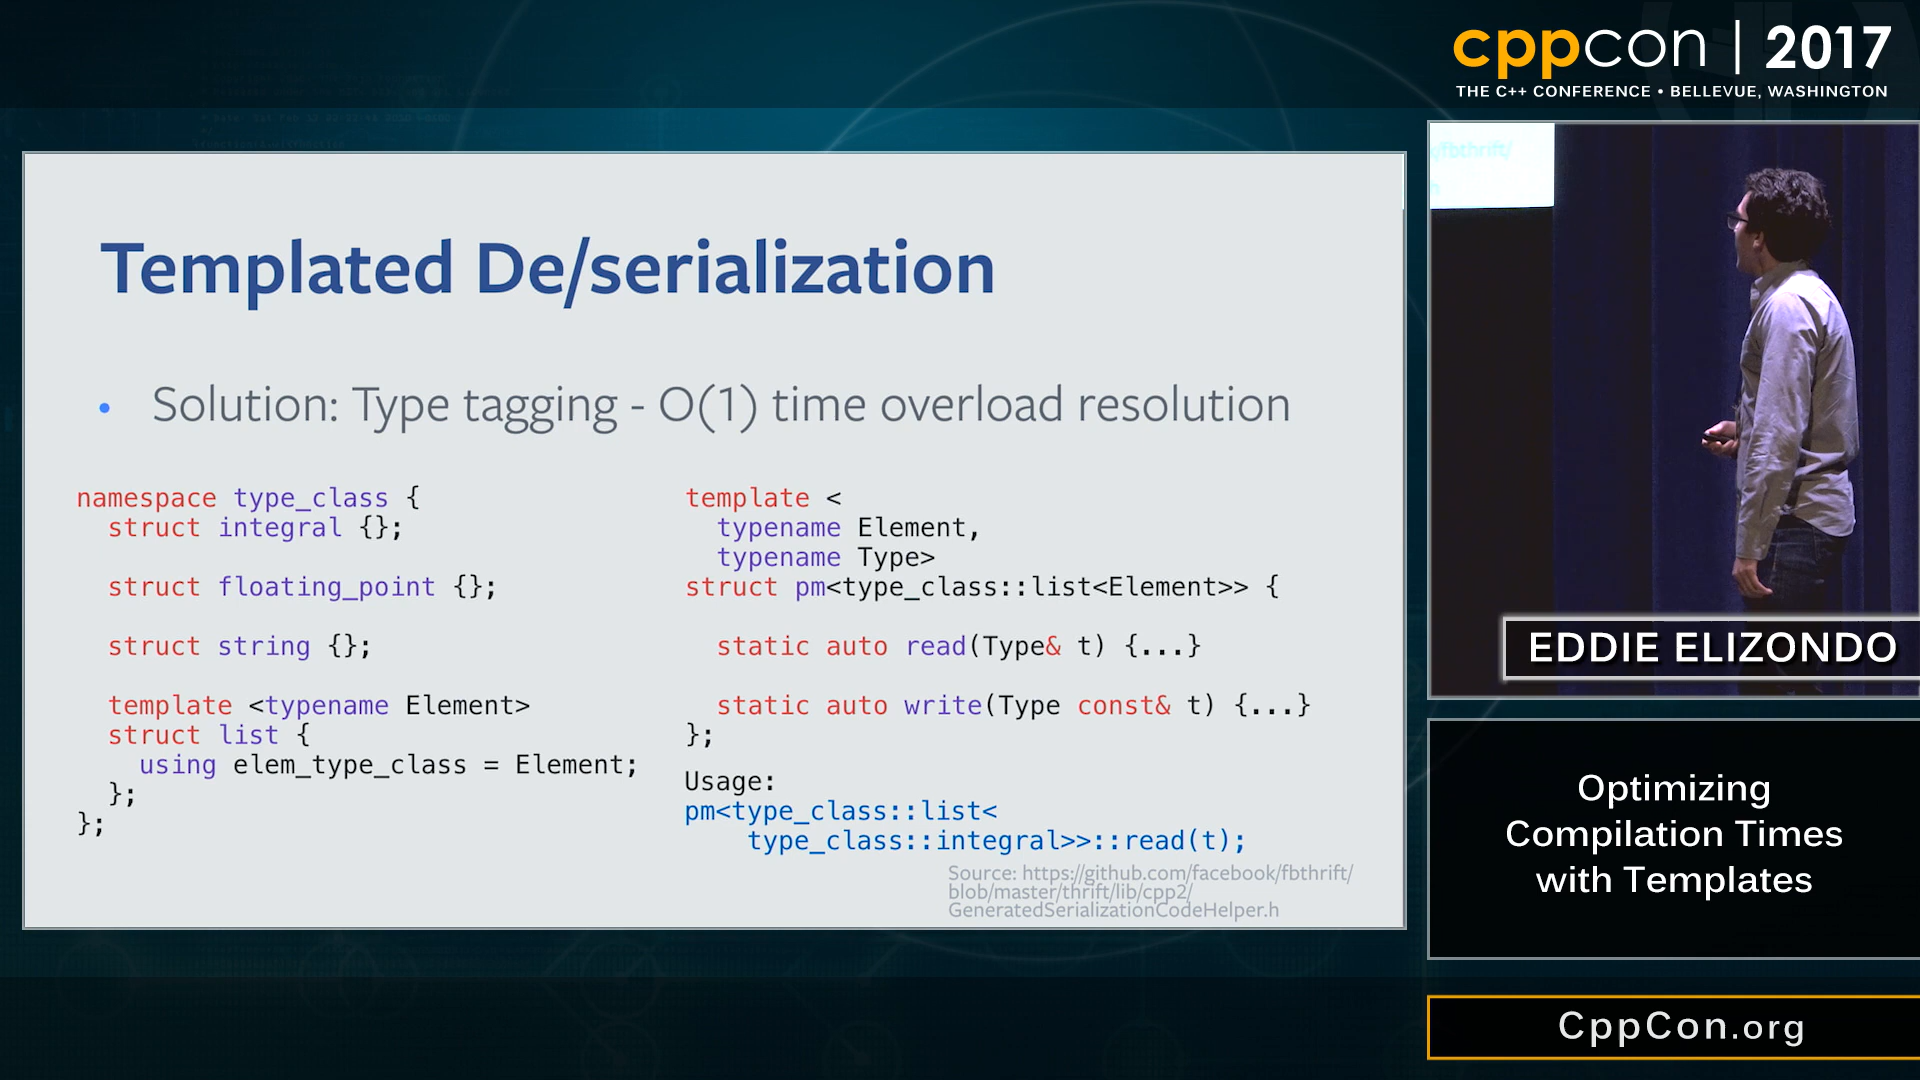 cppcon | 2017
THE C++ CONFERENCE • BELLEVUE, WASHINGTON
Templated De/serialization
• Solution: Type tagging - O(1) time overload resolution
namespace type_class {
  struct integral {};
  struct floating_point {};
  struct string {};
  template <typename Element>
  struct list {
    using elem_type_class = Element;
  };
};
template <
  typename Element,
  typename Type>
struct pm<type_class::list<Element>> {
  static auto read(Type& t) {...}
  static auto write(Type const& t) {...}
};
Usage:
pm<type_class::list<
    type_class::integral>>::read(t);
Source: https://github.com/facebook/fbthrift/
blob/master/thrift/lib/cpp2/
GeneratedSerializationCodeHelper.h
/fbthrift/
EDDIE ELIZONDO
Optimizing
Compilation Times
with Templates
CppCon.org